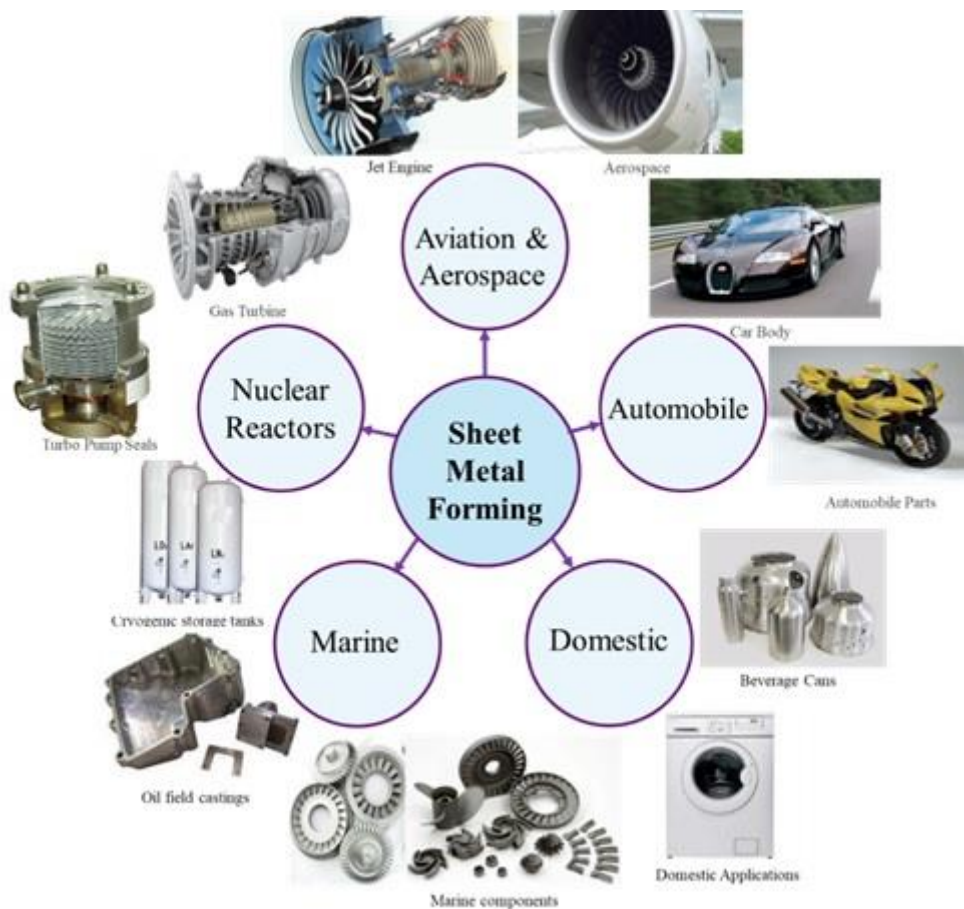 Jet Engine
Aerospace
Aviation &
Aerospace
Gas Turbine
Car Body
Nuclear
Reactors
Sheet
Metal
Forming
Automobile
Turbo Pump Seals
Automobile Parts
Cryogenic storage tanks
Marine
Domestic
Beverage Cans
Oil field castings
Domestic Applications
Marine components